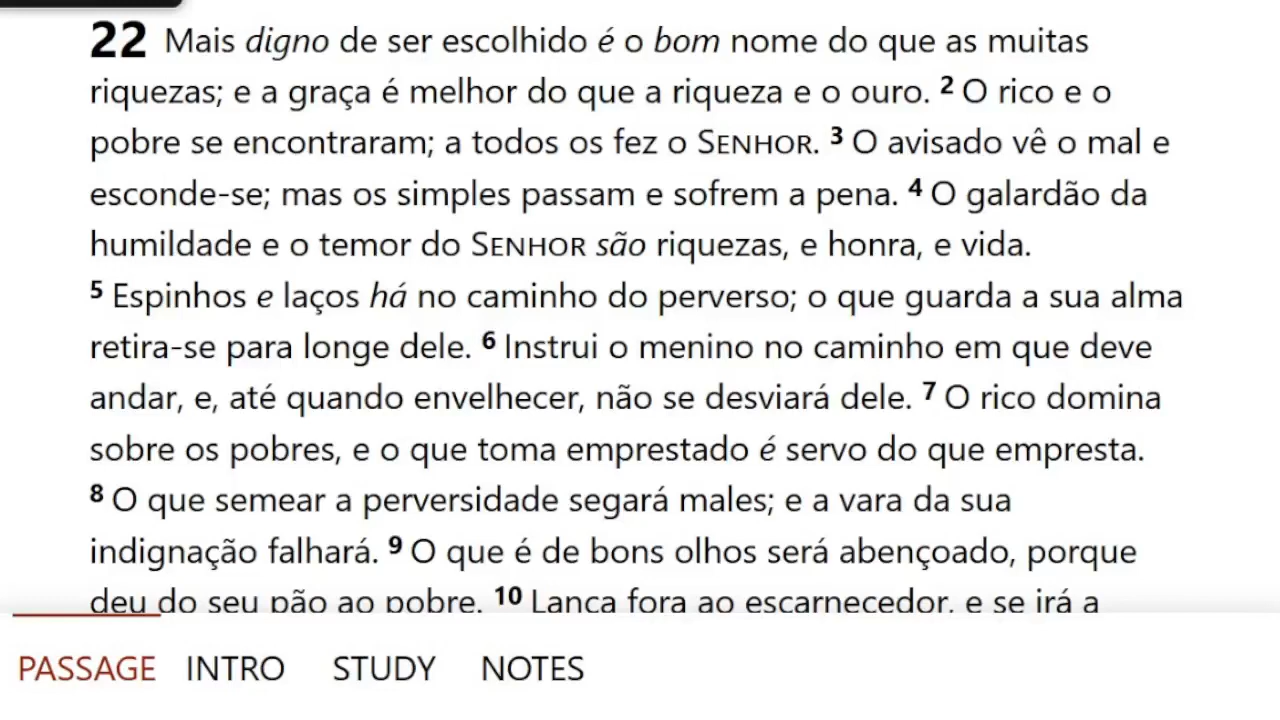 22 Mais digno de ser escolhido é o bom nome do que as muitas
riquezas; e a graça é melhor do que a riqueza e o ouro. 2 O rico e o
pobre se encontraram; a todos os fez o SENHOR. 3 O avisado vê o mal e
esconde-se; mas os simples passam e sofrem a pena. 4 O galardão da
humildade e o temor do SENHOR são riquezas, e honra, e vida.
5 Espinhos e laços há no caminho do perverso; o que guarda a sua alma
retira-se para longe dele. 6 Instrui o menino no caminho em que deve
andar, e, até quando envelhecer, não se desviará dele. 7 O rico domina
sobre os pobres, e o que toma emprestado é servo do que empresta.
8 O que semear a perversidade segará males; e a vara da sua
indignação falhará. 9 O que é de bons olhos será abençoado, porque
deu do seu pão ao pobre. 10 Lança fora ao escarnecedor, e se irá a
PASSAGE INTRO STUDY NOTES